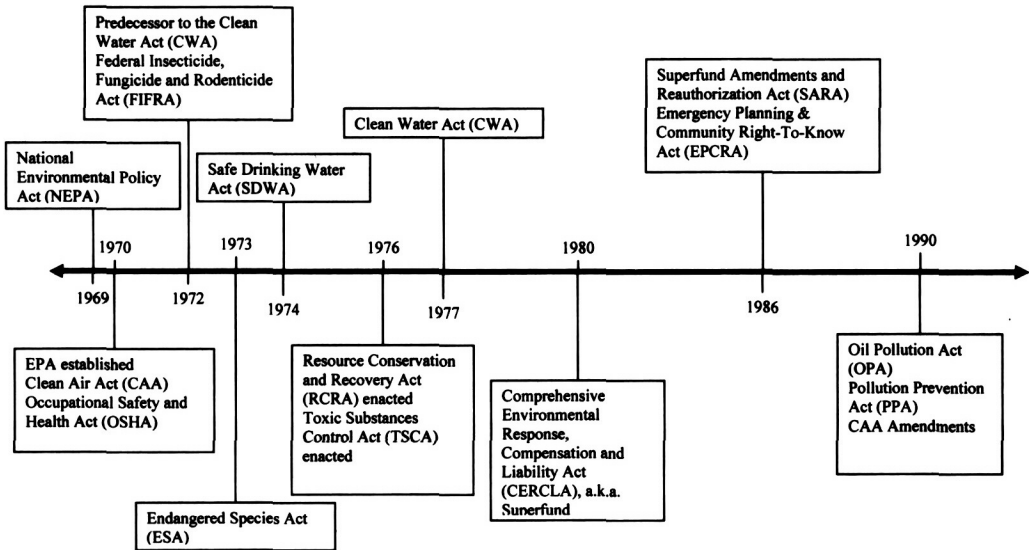 Predecessor to the Clean
Water Act (CWA)
Federal Insecticide,
Fungicide and Rodenticide
Act (FIFRA)
Superfund Amendments and
Reauthorization Act (SARA)
Emergency Planning &
Community Right-To-Know
Act (EPCRA)
Clean Water Act (CWA)
National
Environmental Policy
Act (NEPA)
Safe Drinking Water
Act (SDWA)
1970
1973
1976
1980
1990
1969
1972
1974
1977
1986
EPA established
Clean Air Act (CAA)
Occupational Safety and
Health Act (OSHA)
Resource Conservation
and Recovery Act
(RCRA) enacted
Toxic Substances
Control Act (TSCA)
enacted
Comprehensive
Environmental
Response,
Compensation and
Liability Act
(CERCLA), a.k.a.
Sunerfund
Oil Pollution Act
(OPA)
Pollution Prevention
Act (PPA)
CAA Amendments
Endangered Species Act
(ESA)